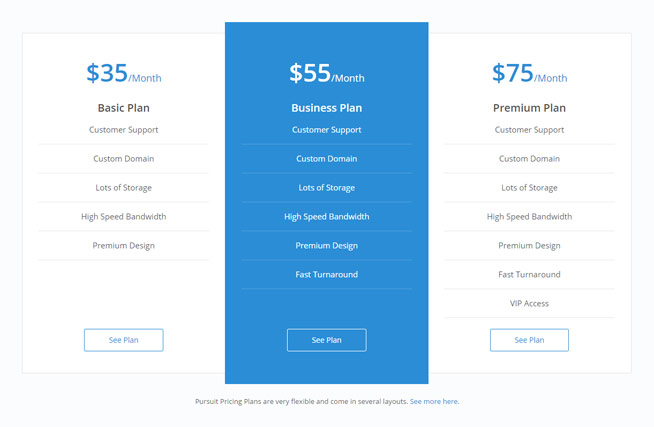 $35/Month
Basic Plan
Customer Support
Custom Domain
Lots of Storage
High Speed Bandwidth
Premium Design
See Plan
$55/Month
Business Plan
Customer Support
Custom Domain
Lots of Storage
High Speed Bandwidth
Premium Design
Fast Turnaround
See Plan
$75/Month
Premium Plan
Customer Support
Custom Domain
Lots of Storage
High Speed Bandwidth
Premium Design
Fast Turnaround
VIP Access
See Plan
Pursuit Pricing Plans are very flexible and come in several layouts. See more here.